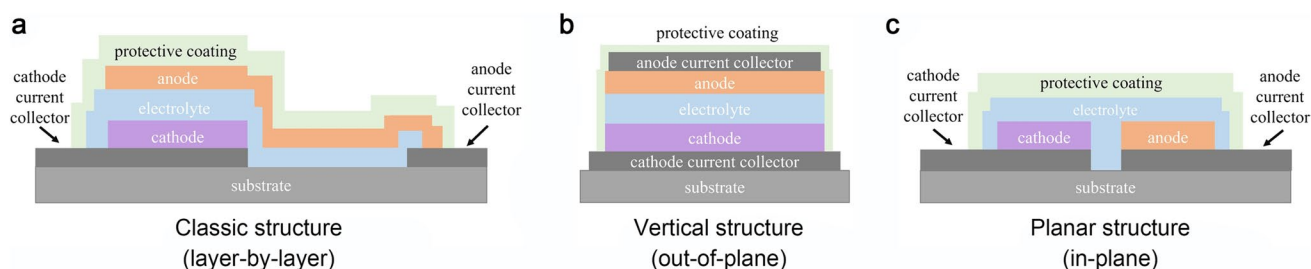 a
protective coating
cathode
current
collector
anode
electrolyte
cathode
substrate
anode
current
collector
Classic structure
(layer-by-layer)
b
protective coating
anode current collector
anode
electrolyte
cathode
cathode current collector
substrate
Vertical structure
(out-of-plane)
c
cathode
current
collector
protective coating
electrolyte
cathode
anode
substrate
anode
current
collector
Planar structure
(in-plane)